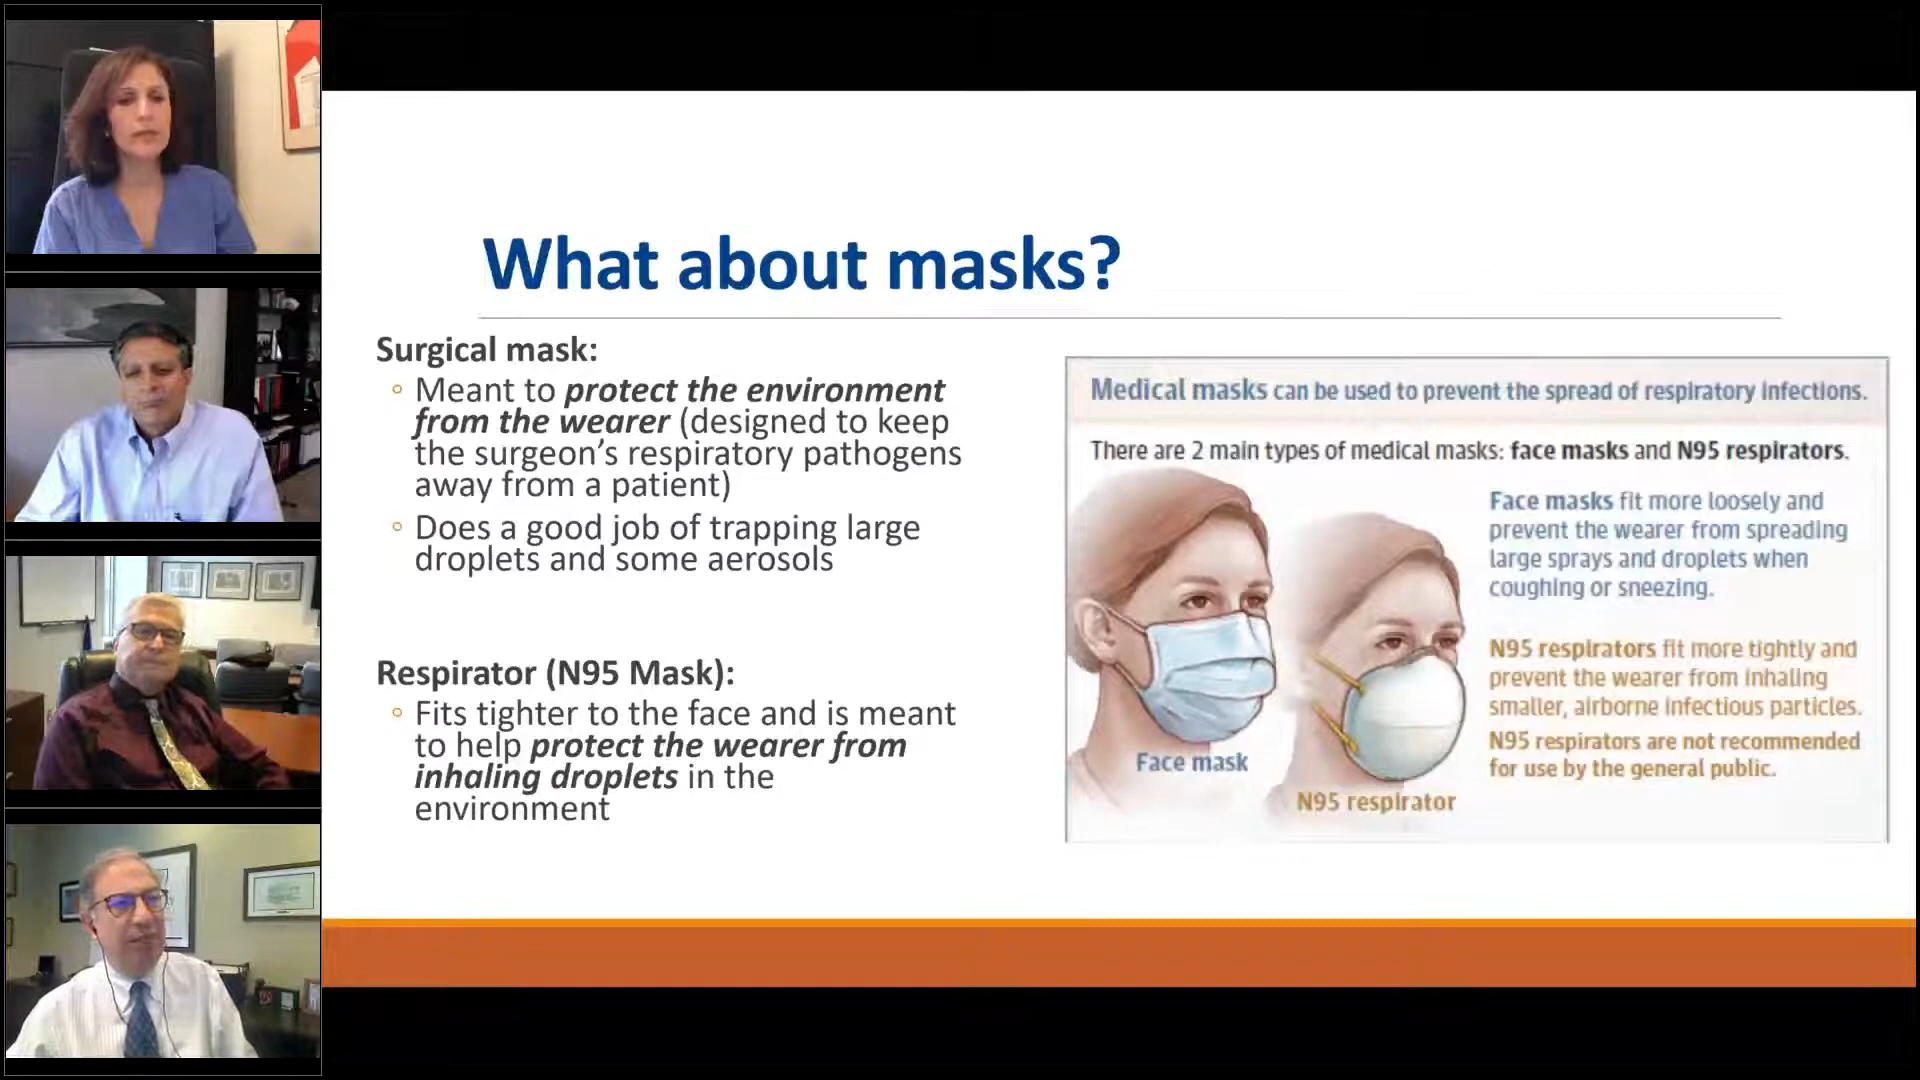 What about masks?
Surgical mask:
◦ Meant to protect the environment
from the wearer (designed to keep
the surgeon’s respiratory pathogens
away from a patient)
◦ Does a good job of trapping large
droplets and some aerosols
Respirator (N95 Mask):
◦ Fits tighter to the face and is meant
to help protect the wearer from
inhaling droplets in the
environment
Medical masks can be used to prevent the spread of respiratory infections.
There are 2 main types of medical masks: face masks and N95 respirators.
Face masks fit more loosely and
prevent the wearer from spreading
large sprays and droplets when
coughing or sneezing.
N95 respirators fit more tightly and
prevent the wearer from inhaling
smaller, airborne infectious particles.
N95 respirators are not recommended
for use by the general public.
Face mask
N95 respirator